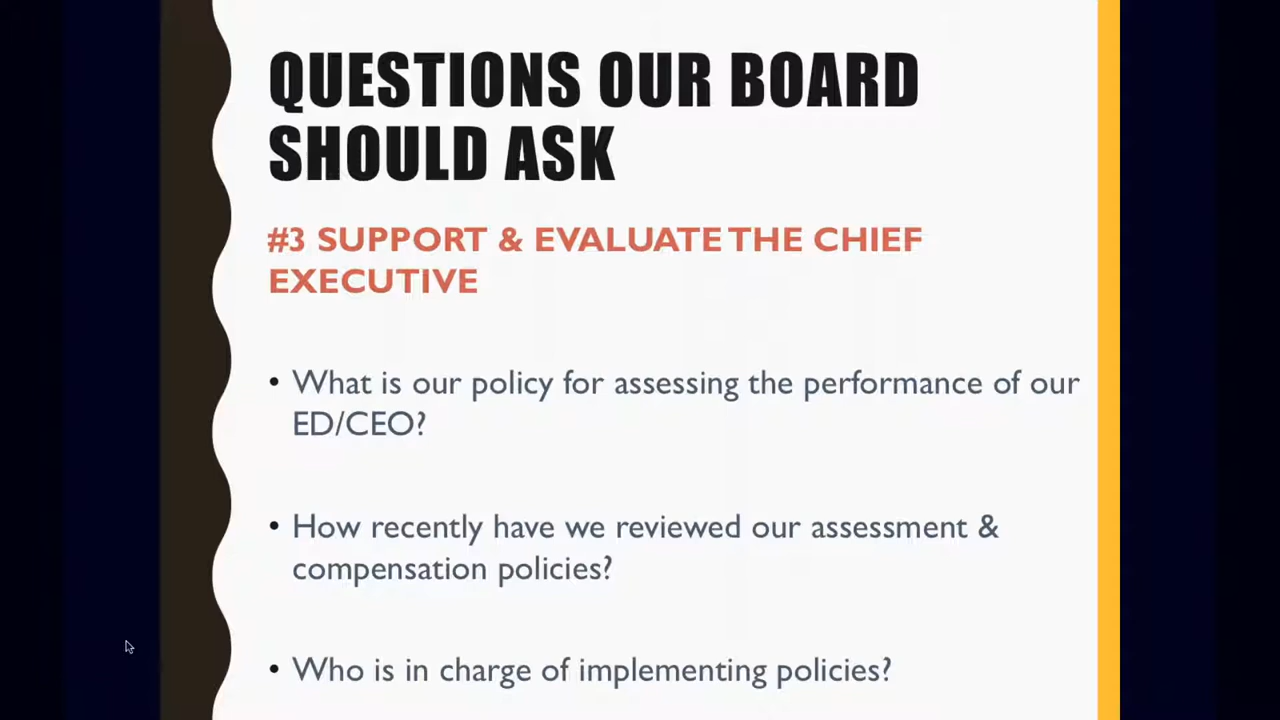 QUESTIONS OUR BOARD
SHOULD ASK
#3 SUPPORT & EVALUATE THE CHIEF
EXECUTIVE
• What is our policy for assessing the performance of our
ED/CEO?
• How recently have we reviewed our assessment &
compensation policies?
• Who is in charge of implementing policies?